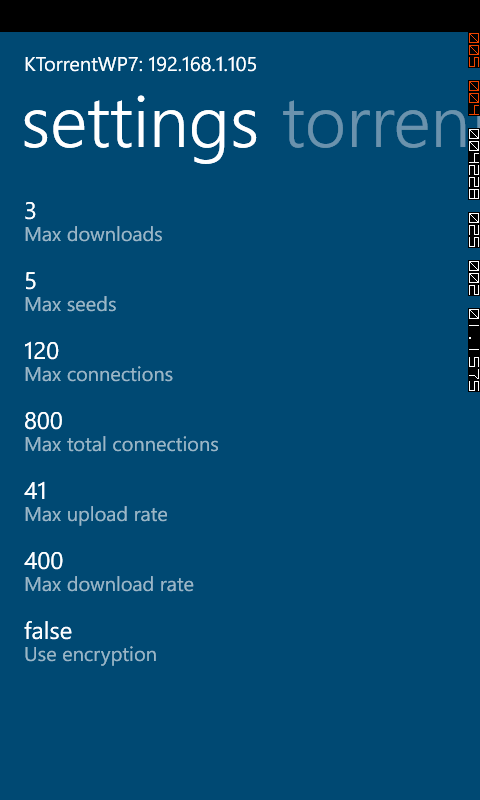 KTorrentWP7: 192.168.1.105
settings torren
3
Max downloads
5
Max seeds
120
Max connections
800
Max total connections
41
Max upload rate
400
Max download rate
false
Use encryption
005 004 004228 025 002 01.1575